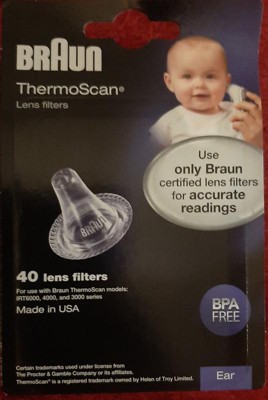 BRAUN
ThermoScan®
Lens filters
Use
only Braun
certified lens filters
for accurate
readings
BRAUN
40 lens filters
For use with Braun ThermoScan models:
IRT6000, 4000, and 3000 series
Made in USA
BPA
FREE
Certain trademarks used under license from
The Procter & Gamble Company or its affiliates.
ThermoScan® is a registered trademark owned by Helen of Troy Limited.
Ear